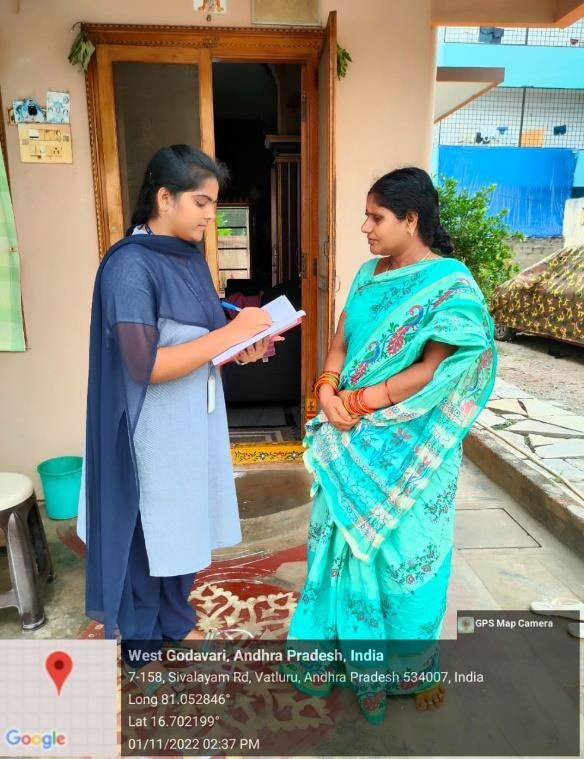 GPS Map Camera
West Godavari, Andhra Pradesh, India
7-158, Sivalayam Rd, Vatluru, Andhra Pradesh 534007, India
Long 81.052846°
Lat 16.702199°
01/11/2022 02:37 PM
Google